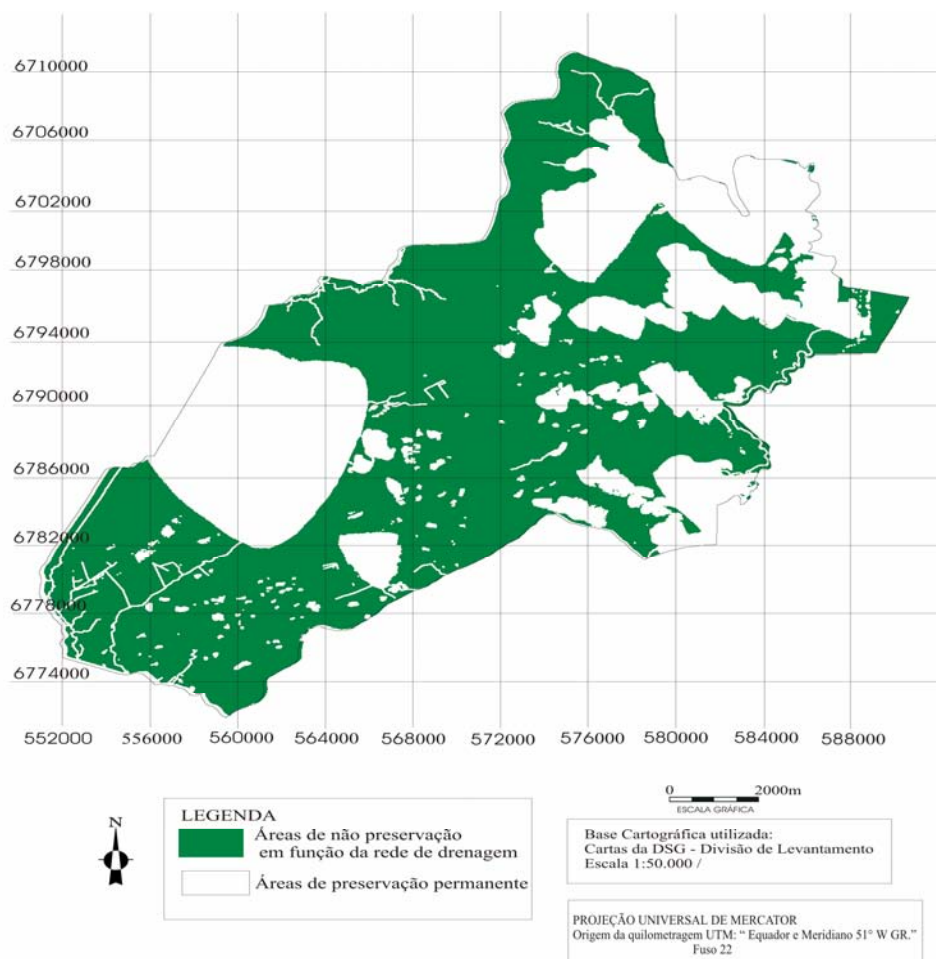 6710000
6706000
6702000
6798000
6794000
6790000
6786000
6782000
6778000
6774000
552000 556000 560000 564000 568000 572000 576000 580000 584000 588000
0 2000m
ESCALA GRÁFICA
N
LEGENDA
Áreas de não preservação
em função da rede de drenagem
Áreas de preservação permanente
Base Cartográfica utilizada:
Cartas da DSG - Divisão de Levantamento
Escala 1:50.000 /
PROJEÇÃO UNIVERSAL DE MERCATOR
Origem da quilometragem UTM: “ Equador e Meridiano 51° W GR.”
Fuso 22